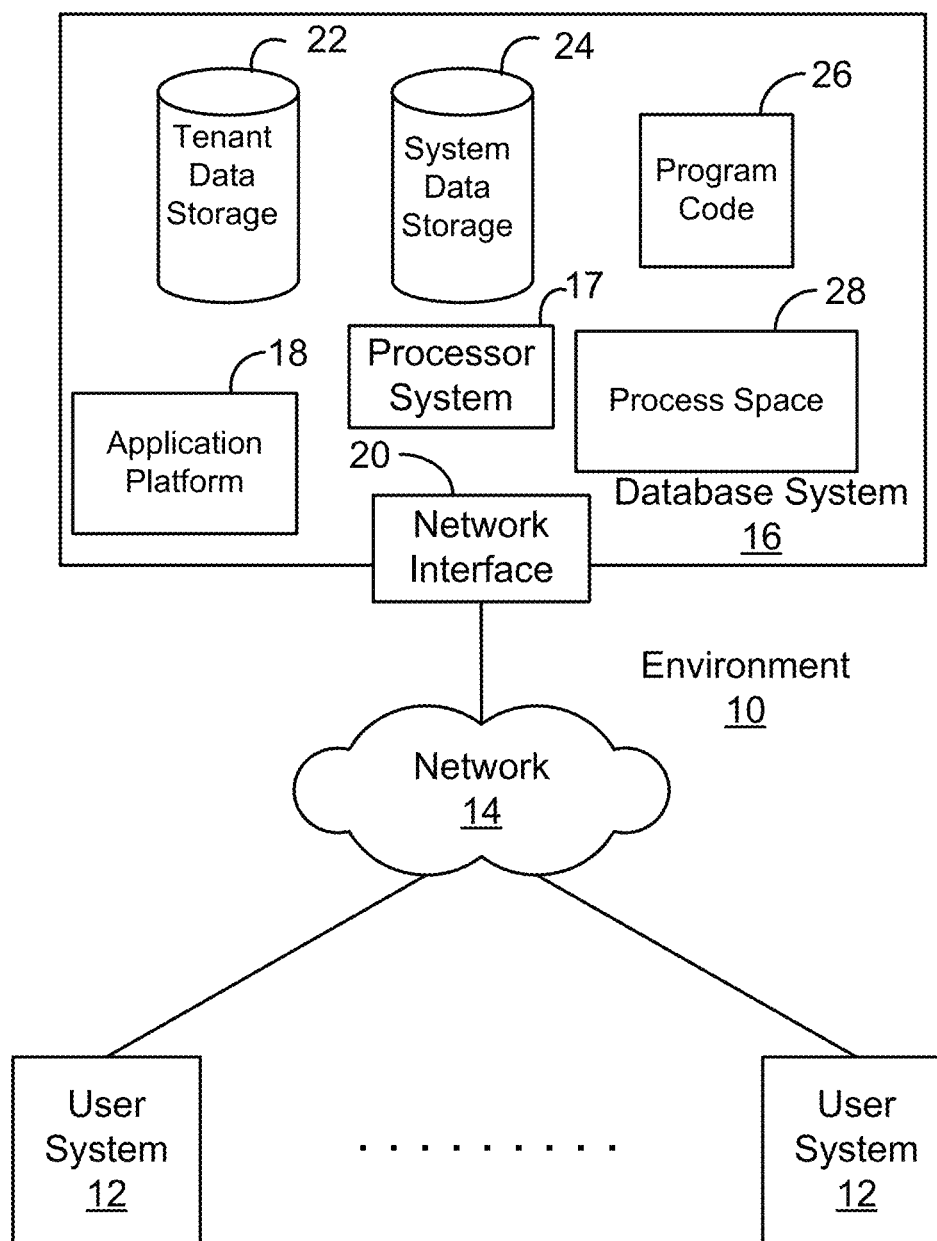 22
24
26
Tenant
Data
Storage
System
Data
Storage
Program
Code
17
28
18
Processor
System
Process Space
Application
Platform
20
Database System
16
Network
Interface
Environment
10
Network
14
User
System
12
. . . . . . . . .
User
System
12